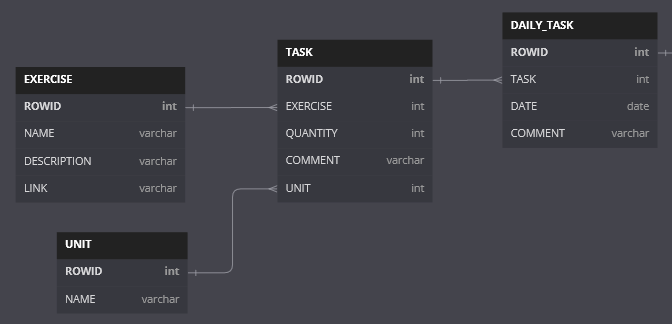 EXERCISE
ROWID int
NAME varchar
DESCRIPTION varchar
LINK varchar
UNIT
ROWID int
NAME varchar
TASK
ROWID int
EXERCISE int
QUANTITY int
COMMENT varchar
UNIT int
DAILY_TASK
ROWID int
TASK int
DATE date
COMMENT varchar